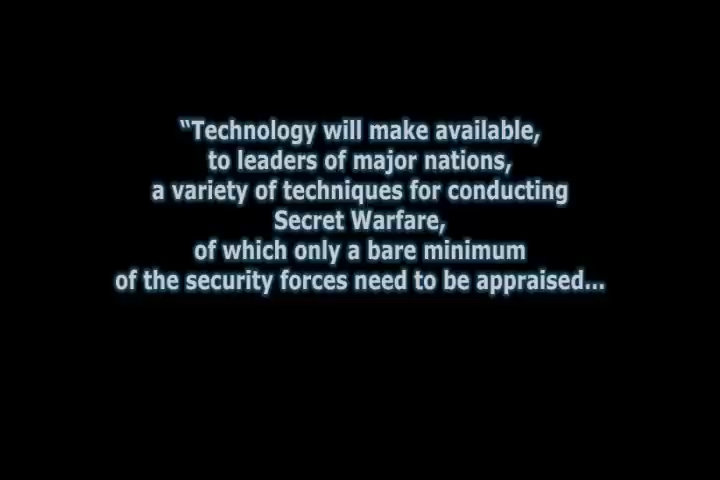 “Technology will make available,
to leaders of major nations,
a variety of techniques for conducting
Secret Warfare,
of which only a bare minimum
of the security forces need to be appraised...